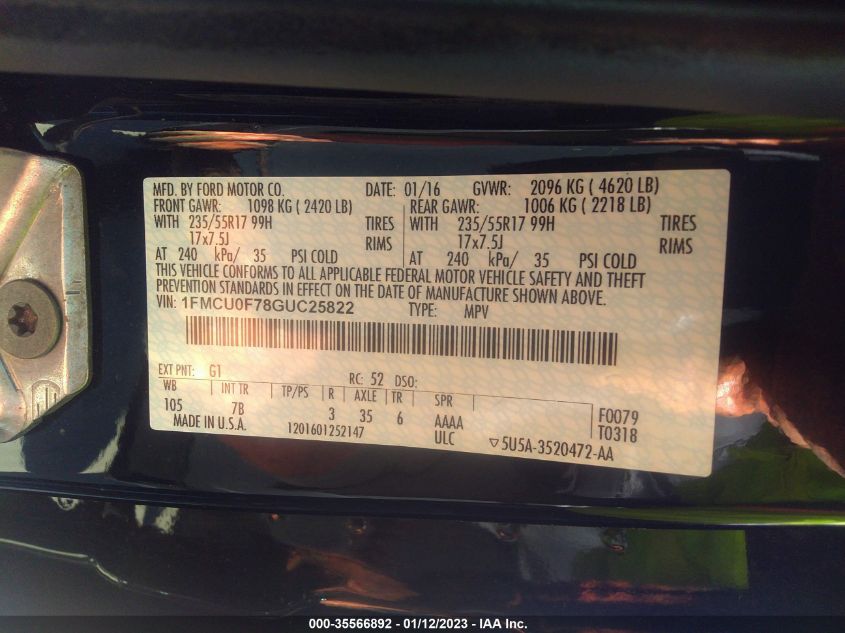 MFD. BY FORD MOTOR CO. DATE: 01/16 GVWR: 2096 KG ( 4620 LB)
FRONT GAWR: 1098 KG ( 2420 LB) REAR GAWR: 1006 KG ( 2218 LB)
WITH 235/55R17 99H TIRES WITH 235/55R17 99H TIRES
17x7.5J RIMS 17x7.5J RIMS
AT 240 kPa/ 35 PSI COLD AT 240 kPa/ 35 PSI COLD
THIS VEHICLE CONFORMS TO ALL APPLICABLE FEDERAL MOTOR VEHICLE SAFETY AND THEFT
PREVENTION STANDARDS IN EFFECT ON THE DATE OF MANUFACTURE SHOWN ABOVE.
VIN: 1FMCU0F78GUC25822 TYPE: MPV
EXT PNT: G1 RC: 52 DSO:
WB INT TR TP/PS R AXLE TR SPR
105 7B 3 35 6 AAAA F0079
MADE IN U.S.A. 1201601252147 ULC 5U5A-3520472-AA T0318
000-35566892 - 01/12/2023 - IAA Inc.